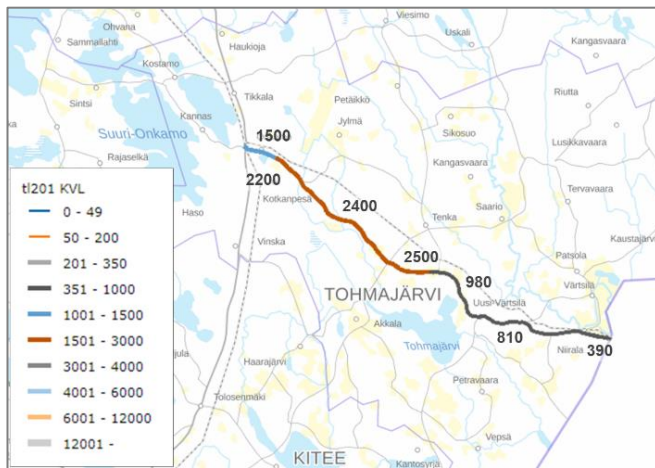 Ohvana
Viesimo
Uskali
Sammallahti
Haukioja
Kangasvaara
Kostamo
Tikkala
Sintsi
Petäikkö
Riutta
Kannas
Jylmä
Sikosuo
Suuri-Onkamo
1500
Lusikkavaara
Rajaselkä
2200
Kangasvaara
Kotkanpesä
Tervavaara
tl201 KVL
Haso
2400
Saario
0 - 49
Tenka
Kaustajärvi
50 - 200
Vinska
201 - 350
2500
Patsola
351 - 1000
980
Värtsilä
TOHMAJÄRVI
1001 - 1500
Uusi-Värtsilä
1501 - 3000
Akkala
810
3001 - 4000
Tohmajärvi
Niirala
390
4001 - 6000
Haarajärvi
6001 - 12000
Petravaara
12001 -
Tolosenmäki
Vepsä
KITEE
Kantosyrjä